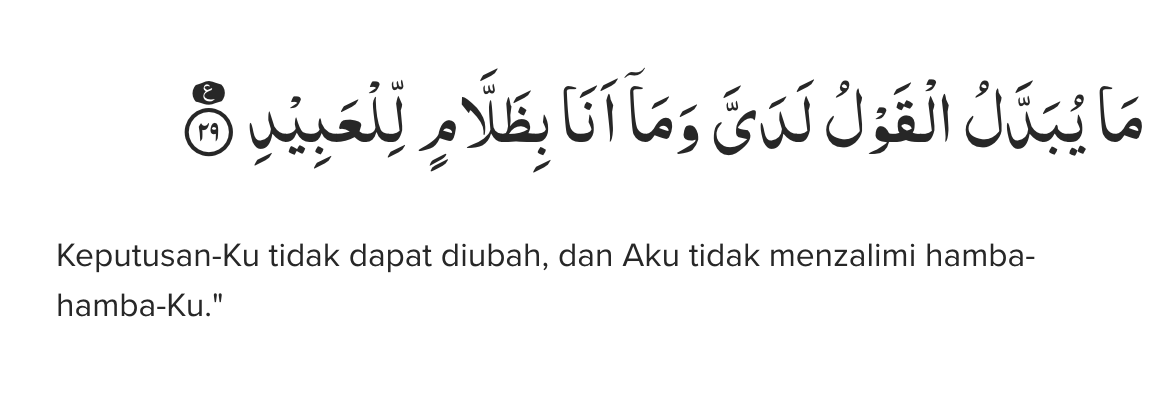 مَا يُبَدَّلُ الْقَوْلُ لَدَيَّ وَمَآ اَنَا۠ بِظَلَّامٍ لِّلْعَبِيْدِ ࣖ ٢٩
Keputusan-Ku tidak dapat diubah, dan Aku tidak menzalimi hamba-
hamba-Ku."